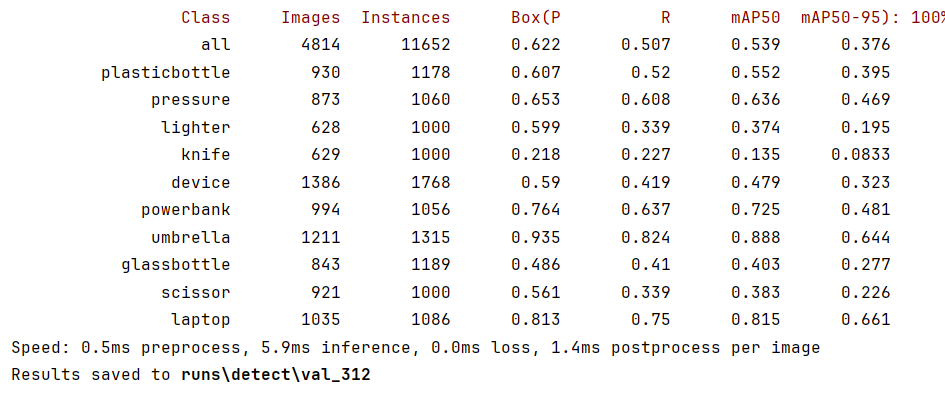 Class Images Instances Box(P R mAP50 mAP50-95): 100%
all 4814 11652 0.622 0.507 0.539 0.376
plasticbottle 930 1178 0.607 0.52 0.552 0.395
pressure 873 1060 0.653 0.608 0.636 0.469
lighter 628 1000 0.599 0.339 0.374 0.195
knife 629 1000 0.218 0.227 0.135 0.0833
device 1386 1768 0.59 0.419 0.479 0.323
powerbank 994 1056 0.764 0.637 0.725 0.481
umbrella 1211 1315 0.935 0.824 0.888 0.644
glassbottle 843 1189 0.486 0.41 0.403 0.277
scissor 921 1000 0.561 0.339 0.383 0.226
laptop 1035 1086 0.813 0.75 0.815 0.661
Speed: 0.5ms preprocess, 5.9ms inference, 0.0ms loss, 1.4ms postprocess per image
Results saved to runs\detect\val_312